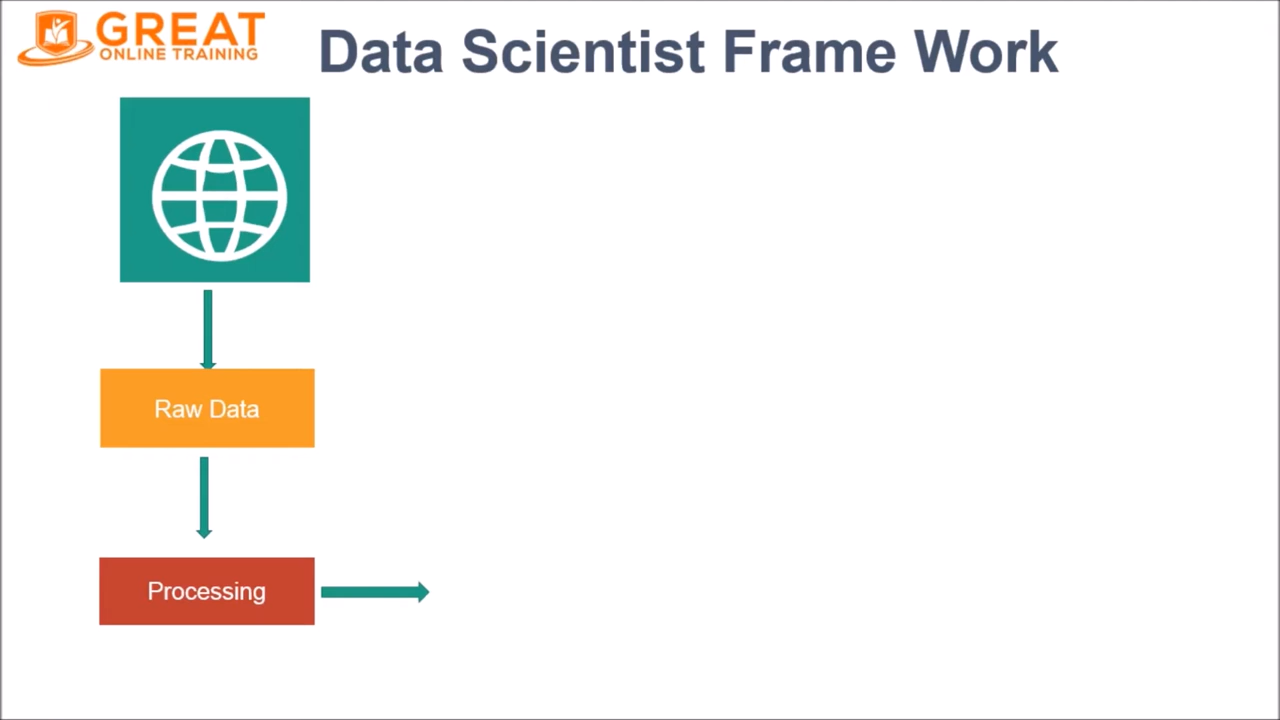 GREAT
ONLINE TRAINING
Data Scientist Frame Work
Raw Data
Processing